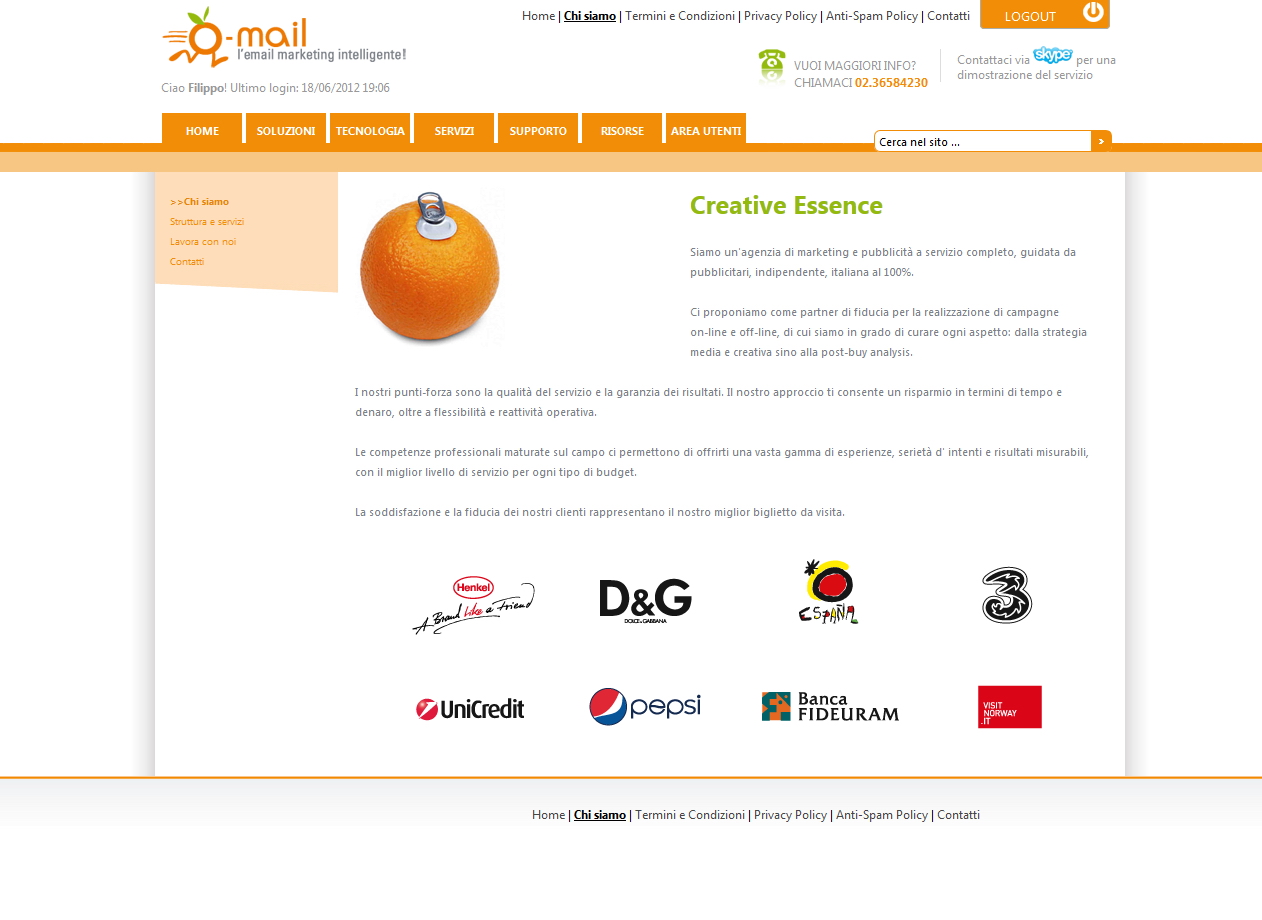 Home | Chi siamo | Termini e Condizioni | Privacy Policy | Anti-Spam Policy | Contatti
LOGOUT
Q-mail
l'email marketing intelligente!
VUOI MAGGIORI INFO?
CHIAMACI 02.36584230
Contattaci via skype per una
dimostrazione del servizio
Ciao Filippo! Ultimo login: 18/06/2012 19:06
HOME
SOLUZIONI
TECNOLOGIA
SERVIZI
SUPPORTO
RISORSE
AREA UTENTI
Cerca nel sito ...
>>Chi siamo
Struttura e servizi
Lavora con noi
Contatti
Creative Essence
Siamo un'agenzia di marketing e pubblicità a servizio completo, guidata da
pubblicitari, indipendente, italiana al 100%.
Ci proponiamo come partner di fiducia per la realizzazione di campagne
on-line e off-line, di cui siamo in grado di curare ogni aspetto: dalla strategia
media e creativa sino alla post-buy analysis.
I nostri punti-forza sono la qualità del servizio e la garanzia dei risultati. Il nostro approccio ti consente un risparmio in termini di tempo e
denaro, oltre a flessibilità e reattività operativa.
Le competenze professionali maturate sul campo ci permettono di offrirti una vasta gamma di esperienze, serietà d' intenti e risultati misurabili,
con il miglior livello di servizio per ogni tipo di budget.
La soddisfazione e la fiducia dei nostri clienti rappresentano il nostro miglior biglietto da visita.
Henkel
A Brand Like a Friend
D&G
DOLCE & GABBANA
ESPAÑA
3
UniCredit
pepsi
Banca
FIDEURAM
VISIT
NORWAY
.IT
Home | Chi siamo | Termini e Condizioni | Privacy Policy | Anti-Spam Policy | Contatti